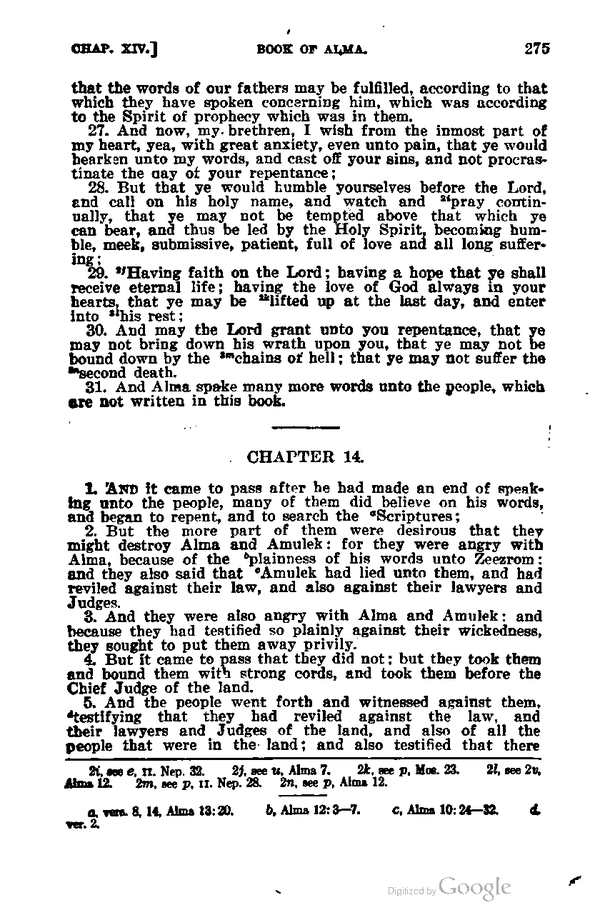 CHAP. XIV.] BOOK OF ALMA. 275
that the words of our fathers may be fulfilled, according to that
which they have spoken concerning him, which was according
to the Spirit of prophecy which was in them.
27. And now, my brethren, I wish from the inmost part of
my heart, yea, with great anxiety, even unto pain, that ye would
hearken unto my words, and cast off your sins, and not procras-
tinate the day of your repentance;
28. But that ye would humble yourselves before the Lord,
and call on his holy name, and watch and 2ipray contin-
ually, that ye may not be tempted above that which ye
can bear, and thus be led by the Holy Spirit, becoming hum-
ble, meek, submissive, patient, full of love and all long suffer-
ing;
29. 2jHaving faith on the Lord; having a hope that ye shall
receive eternal life; having the love of God always in your
hearts, that ye may be 2klifted up at the last day, and enter
into 2lhis rest;
30. And may the Lord grant unto you repentance, that ye
may not bring down his wrath upon you, that ye may not be
bound down by the 2mchains of hell; that ye may not suffer the
2nsecond death.
31. And Alma spake many more words unto the people, which
are not written in this book.
CHAPTER 14.
1. AND it came to pass after he had made an end of speak-
ing unto the people, many of them did believe on his words,
and began to repent, and to search the aScriptures;
2. But the more part of them were desirous that they
might destroy Alma and Amulek: for they were angry with
Alma, because of the bplainness of his words unto Zeezrom:
and they also said that cAmulek had lied unto them, and had
reviled against their law, and also against their lawyers and
Judges.
3. And they were also angry with Alma and Amulek: and
because they had testified so plainly against their wickedness,
they sought to put them away privily.
4. But it came to pass that they did not; but they took them
and bound them with strong cords, and took them before the
Chief Judge of the land.
5. And the people went forth and witnessed against them,
dtestifying that they had reviled against the law, and
their lawyers and Judges of the land, and also of all the
people that were in the land; and also testified that there
2i, see e, II. Nep. 32. 2j, see u, Alma 7. 2k, see p, Mos. 23. 2l, see 2v,
Alma 12. 2m, see p, II. Nep. 28. 2n, see p, Alma 12.
a, vers. 8, 14, Alma 13:20. b, Alma 12:3—7. c, Alma 10:24—32. d,
ver. 2.
Digitized by Google